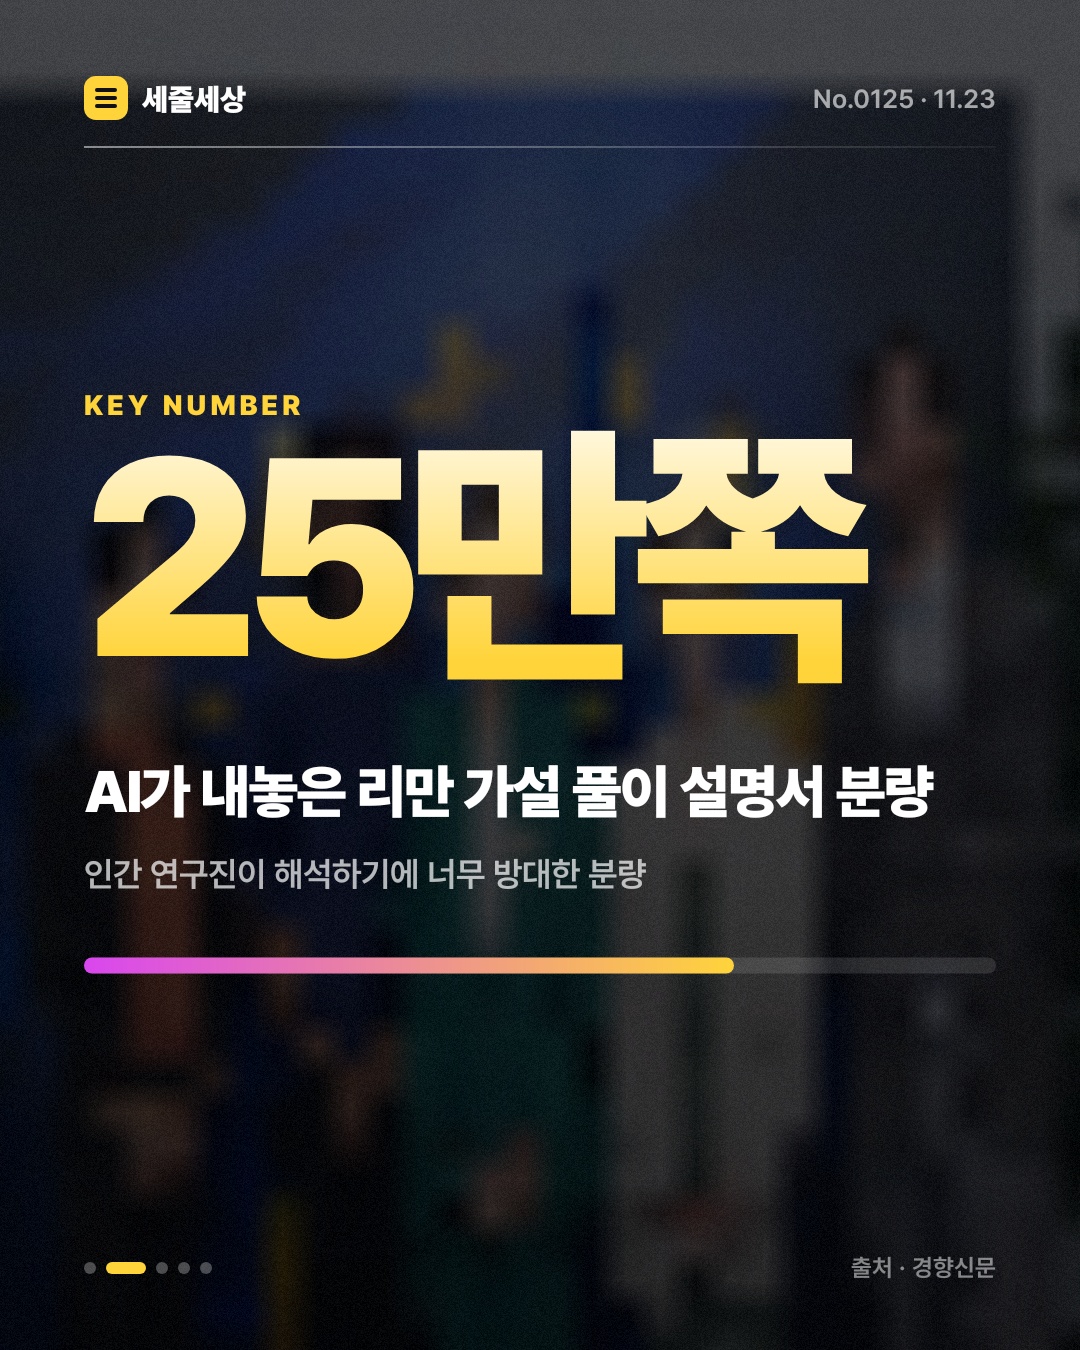 세줄세상
No.0125 · 11.23
KEY NUMBER
25만쪽
AI가 내놓은 리만 가설 풀이 설명서 분량
인간 연구진이 해석하기에 너무 방대한 분량
출처 · 경향신문